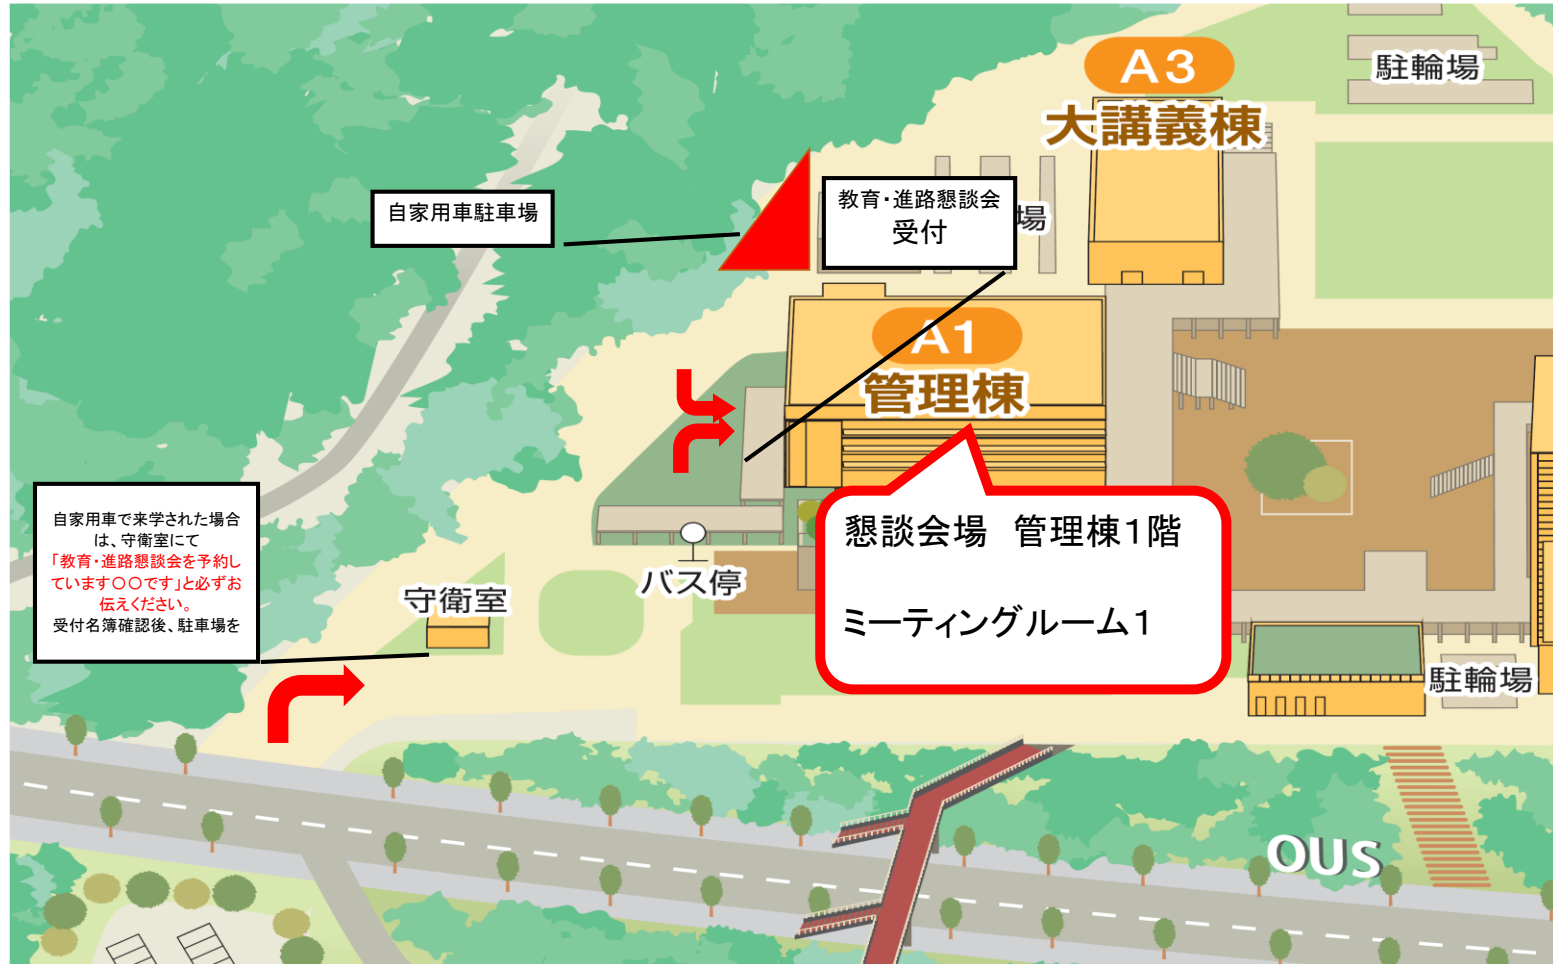 A3
大講義棟
駐輪場
自家用車駐車場
教育・進路懇談会
受付
場
A1
管理棟
自家用車で来学された場合
は、守衛室にて
「教育・進路懇談会を予約し
ています〇〇です」と必ずお
伝えください。
受付名簿確認後、駐車場を
懇談会場　管理棟1階
ミーティングルーム1
バス停
守衛室
駐輪場
OUS